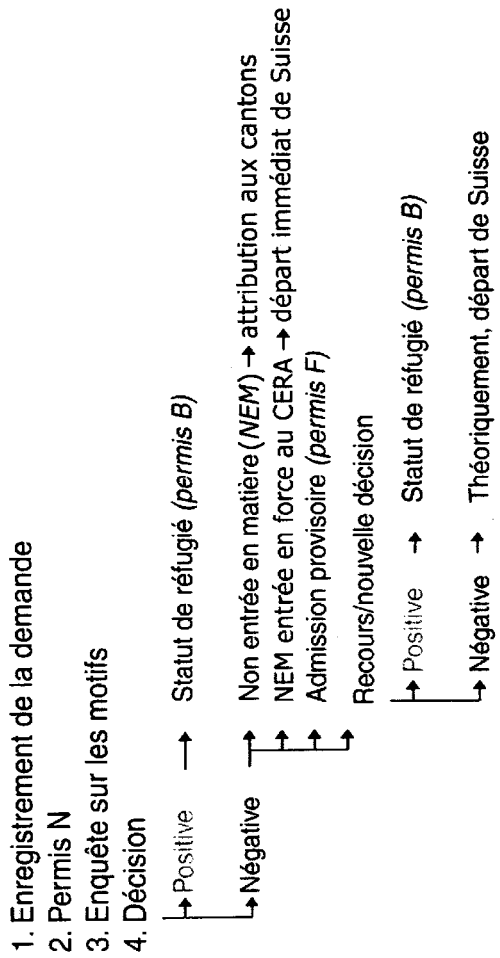 1. Enregistrement de la demande
2. Permis N
3. Enquête sur les motifs
4. Décision
Positive → Statut de réfugié (permis B)
Négative → Non entrée en matière (NEM) → attribution aux cantons
NEM entrée en force au CERA → départ immédiat de Suisse
Admission provisoire (permis F)
Recours/nouvelle décision
Positive → Statut de réfugié (permis B)
Négative → Théoriquement, départ de Suisse